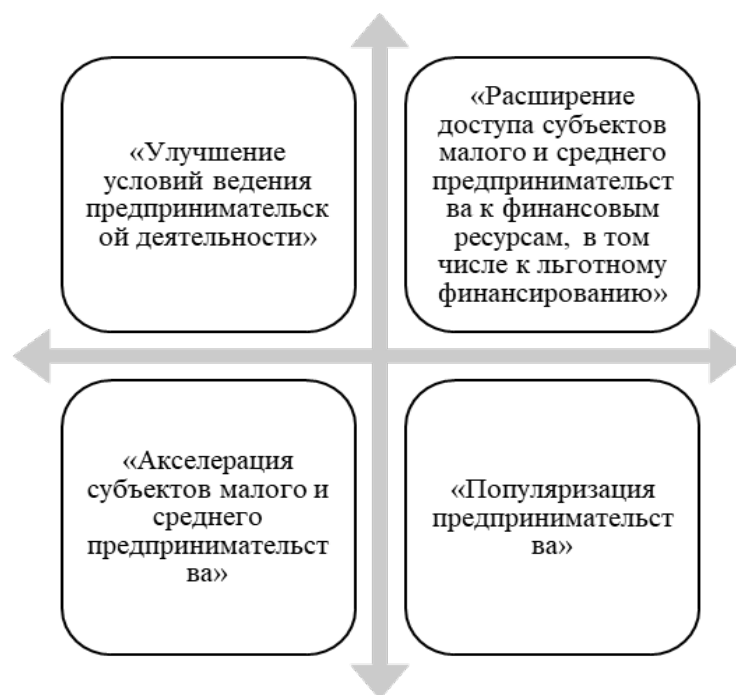 «Улучшение
условий ведения
предпринимательск
ой деятельности»
«Расширение
доступа субъектов
малого и среднего
предпринимательст
ва к финансовым
ресурсам, в том
числе к льготному
финансированию»
«Акселерация
субъектов малого и
среднего
предпринимательст
ва»
«Популяризация
предпринимательст
ва»